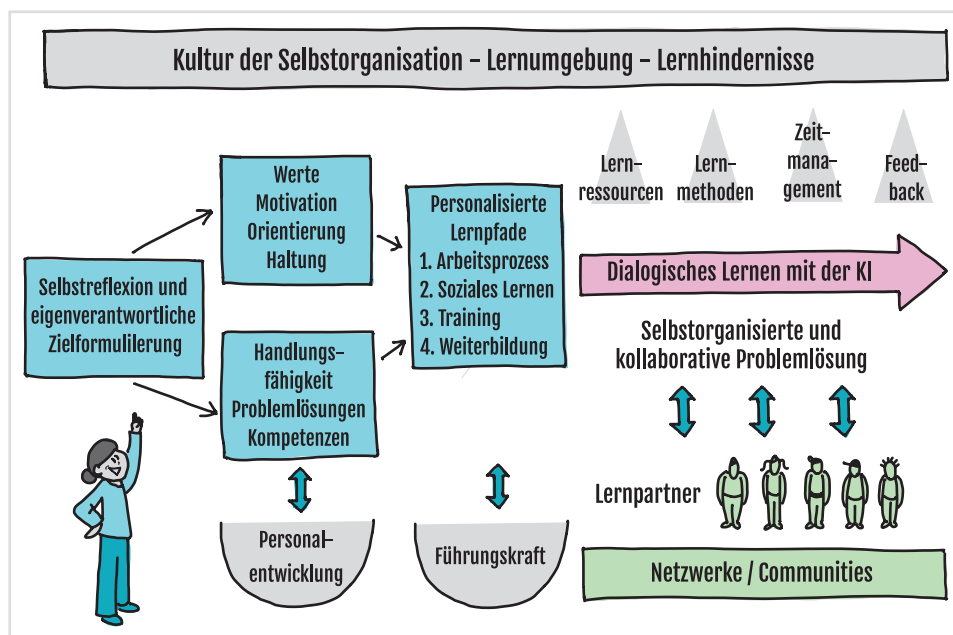 Kultur der Selbstorganisation – Lernumgebung – Lernhindernisse
Selbstreflexion und
eigenverantwortliche
Zielformulilerung
Werte
Motivation
Orientierung
Haltung
Handlungs-
fähigkeit
Problemlösungen
Kompetenzen
Personalisierte
Lernpfade
1. Arbeitsprozess
2. Soziales Lernen
3. Training
4. Weiterbildung
Lern-
ressourcen
Lern-
methoden
Zeit-
mana-
gement
Feed-
back
Dialogisches Lernen mit der KI
Selbstorganisierte und
kollaborative Problemlösung
Lernpartner
Personal-
entwicklung
Führungskraft
Netzwerke / Communities